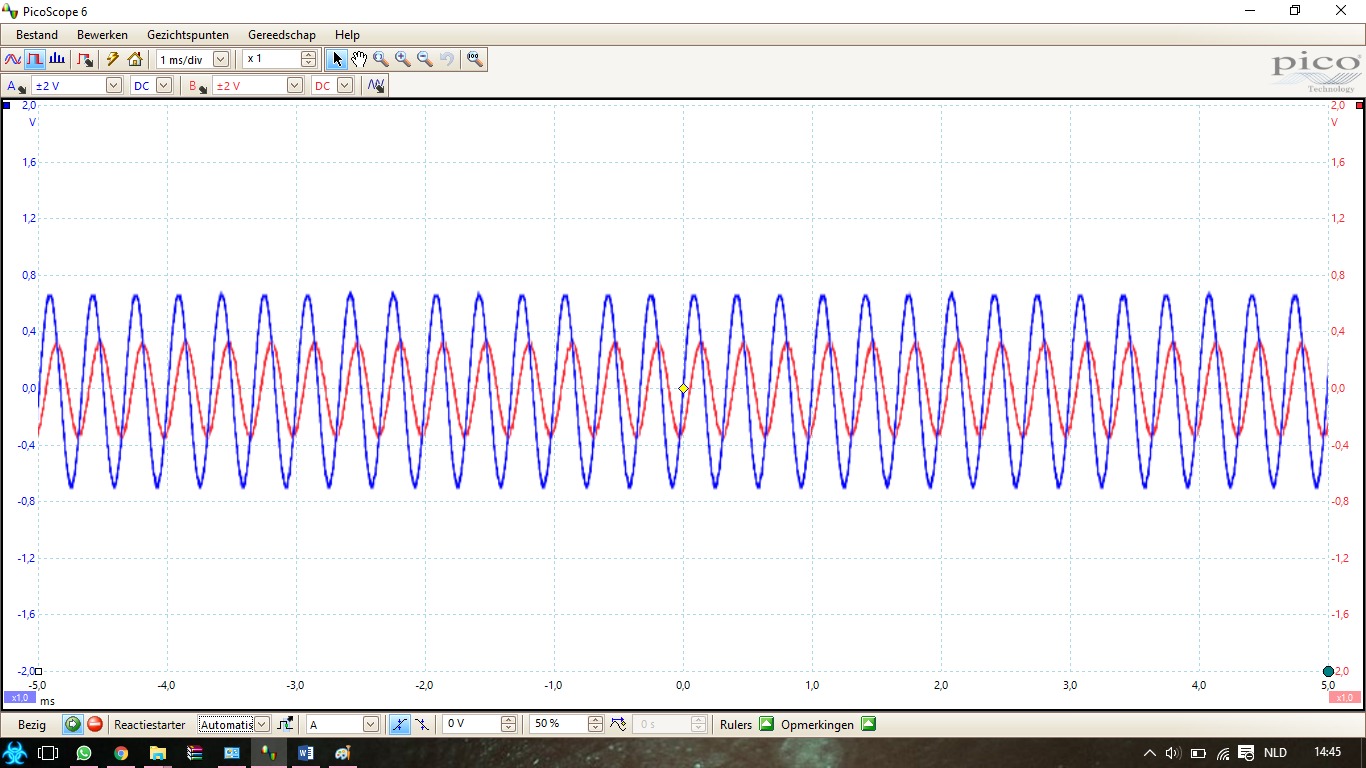 PicoScope 6
Bestand Bewerken Gezichtspunten Gereedschap Help
1 ms/div x 1
pico
Technology
A ±2 V DC B ±2 V DC
2,0 2,0
V V
1,6 1,6
1,2 1,2
0,8 0,8
0,4 0,4
0,0 0,0
-0,4 -0,4
-0,8 -0,8
-1,2 -1,2
-1,6 -1,6
-2,0 -2,0
-5,0 -4,0 -3,0 -2,0 -1,0 0,0 1,0 2,0 3,0 4,0 5,0
x1.0 ms x1.0
Bezig Reactiestarter Automatis A 0 V 50 % 0 s Rulers Opmerkingen
NLD 14:45